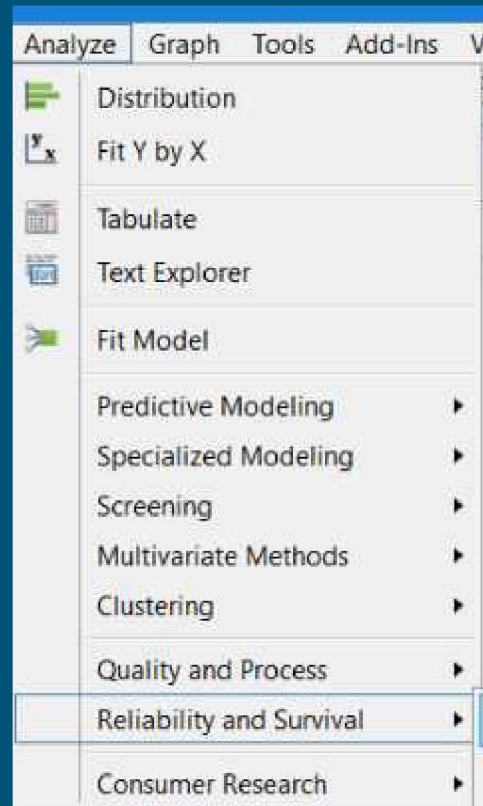 Analyze Graph Tools Add-Ins
Distribution
Fit Y by X
Tabulate
Text Explorer
Fit Model
Predictive Modeling
Specialized Modeling
Screening
Multivariate Methods
Clustering
Quality and Process
Reliability and Survival
Consumer Research